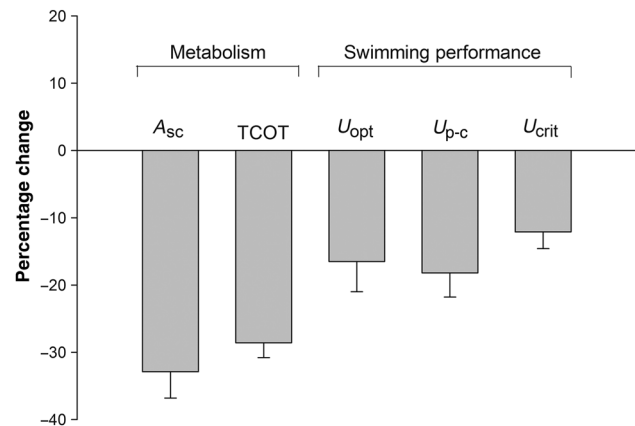 20
Metabolism Swimming performance
10
Asc TCOT Uopt Up-c Ucrit
0
Percentage change
–10
–20
–30
–40